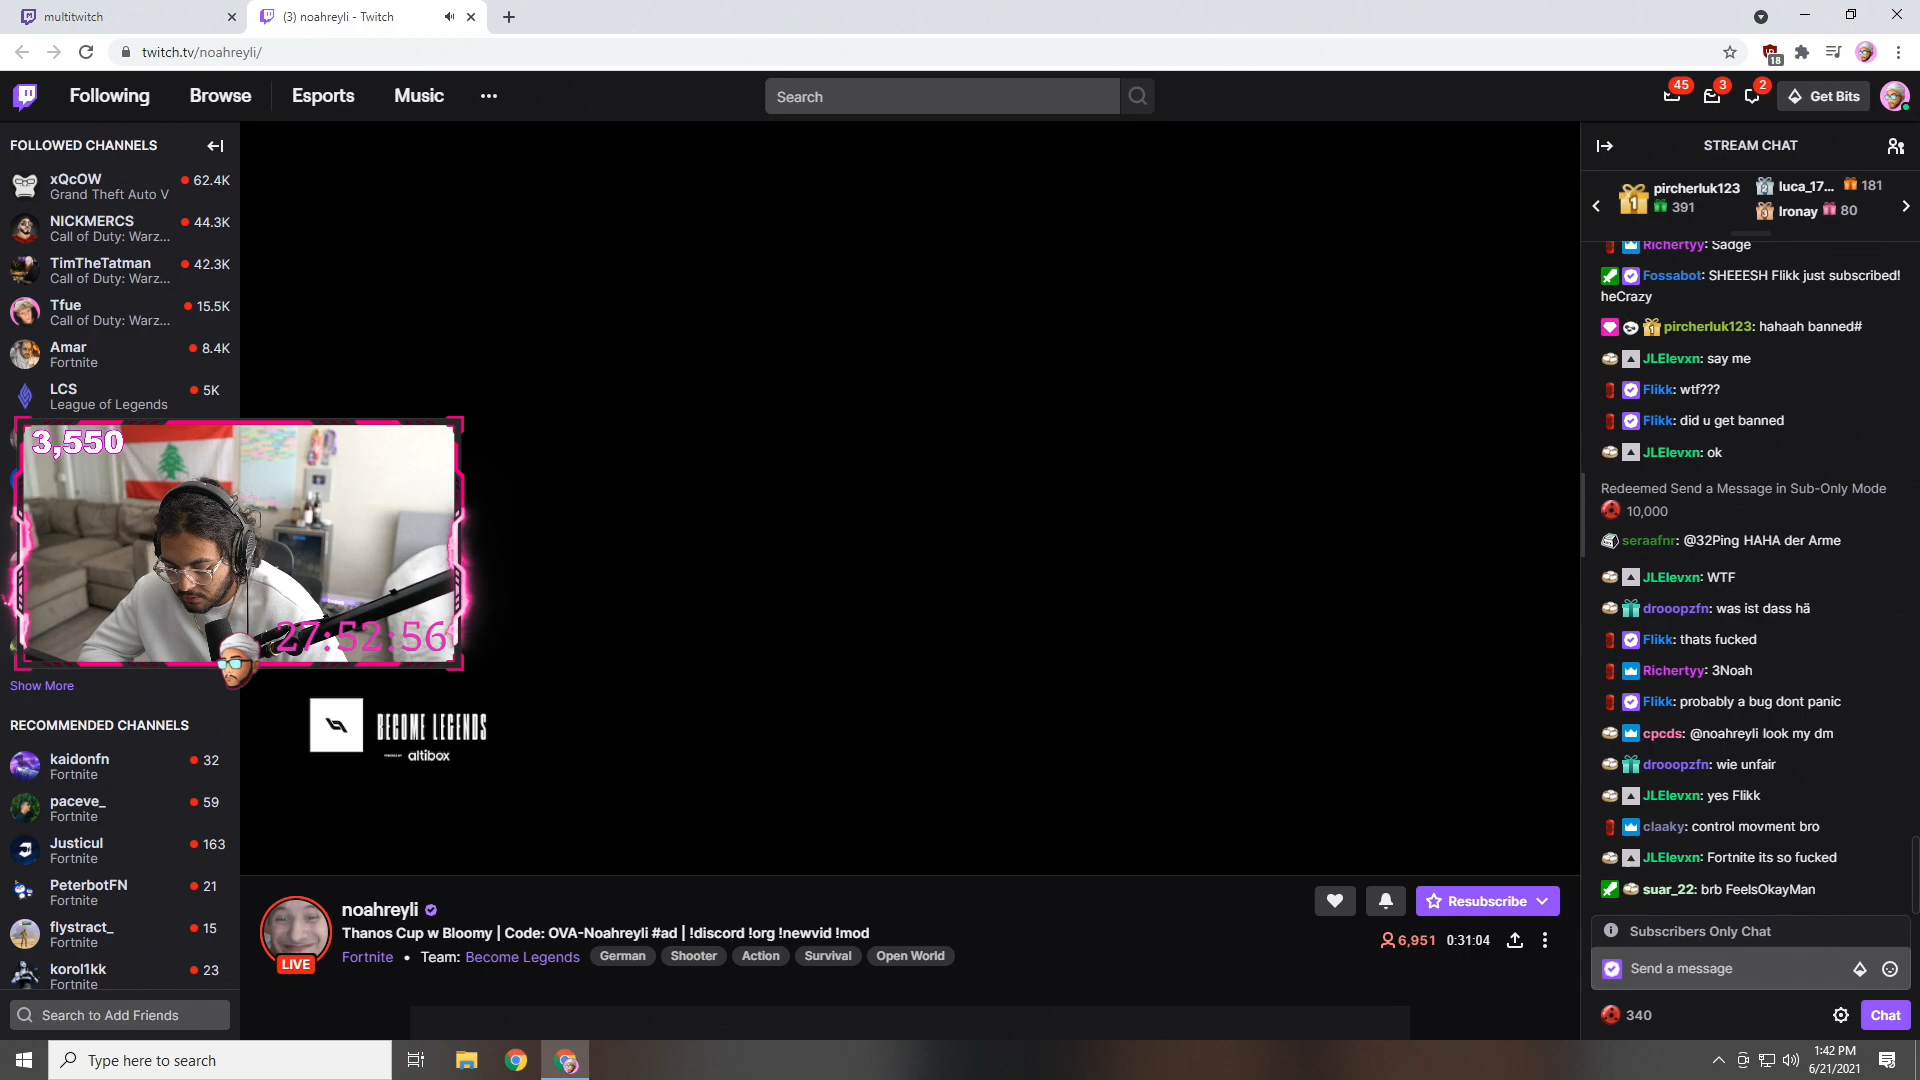 multitwitch
(3) noahreyli - Twitch
twitch.tv/noahreyli/
18
Following
Browse
Esports
Music
Search
45
3
2
Get Bits
FOLLOWED CHANNELS
xQcOW
62.4K
Grand Theft Auto V
NICKMERCS
44.3K
Call of Duty: Warz...
TimTheTatman
42.3K
Call of Duty: Warz...
Tfue
15.5K
Call of Duty: Warz...
Amar
8.4K
Fortnite
LCS
5K
League of Legends
3,550
27:52:56
Show More
RECOMMENDED CHANNELS
kaidonfn
32
Fortnite
paceve_
59
Fortnite
Justicul
163
Fortnite
PeterbotFN
21
Fortnite
flystract_
15
Fortnite
korol1kk
23
Fortnite
Search to Add Friends
BECOME LEGENDS
altibox
noahreyli
Thanos Cup w Bloomy | Code: OVA-Noahreyli #ad | !discord !org !newvid !mod
LIVE
Fortnite • Team: Become Legends
German
Shooter
Action
Survival
Open World
Resubscribe
6,951
0:31:04
STREAM CHAT
1
pircherluk123
391
2
luca_17...
181
3
Ironay
80
Richertyy: Sadge
Fossabot: SHEEESH Flikk just subscribed!
heCrazy
pircherluk123: hahaah banned#
JLElevxn: say me
Flikk: wtf???
Flikk: did u get banned
JLElevxn: ok
Redeemed Send a Message in Sub-Only Mode
10,000
seraafnr: @32Ping HAHA der Arme
JLElevxn: WTF
drooopzfn: was ist dass hä
Flikk: thats fucked
Richertyy: 3Noah
Flikk: probably a bug dont panic
cpcds: @noahreyli look my dm
drooopzfn: wie unfair
JLElevxn: yes Flikk
claaky: control movment bro
JLElevxn: Fortnite its so fucked
suar_22: brb FeelsOkayMan
Subscribers Only Chat
Send a message
340
Chat
Type here to search
1:42 PM
6/21/2021